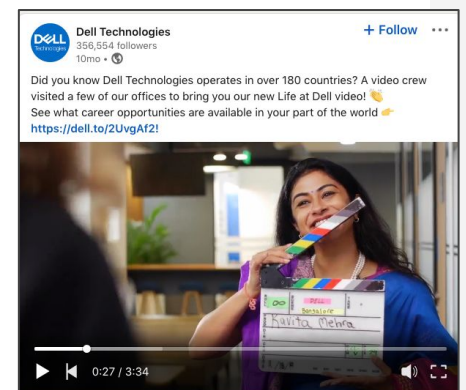 DELL
Technologies
Dell Technologies
+ Follow
356,554 followers
10mo •
Did you know Dell Technologies operates in over 180 countries? A video crew
visited a few of our offices to bring you our new Life at Dell video! 👏
See what career opportunities are available in your part of the world 👉
https://dell.to/2UvgAf2!
Bangalore
Kavita Mehra
0:27 / 3:34